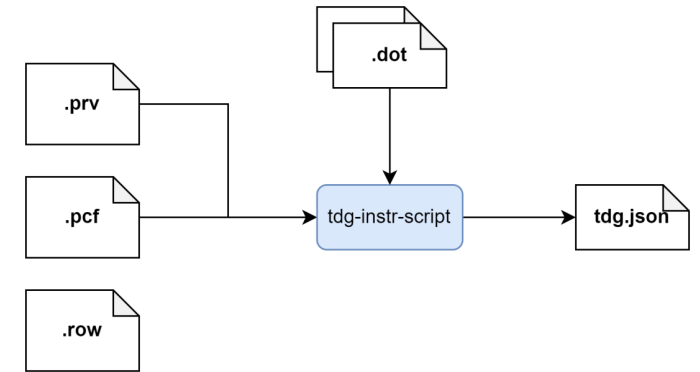 .dot
.prv
.pcf
tdg-instr-script
tdg.json
.row